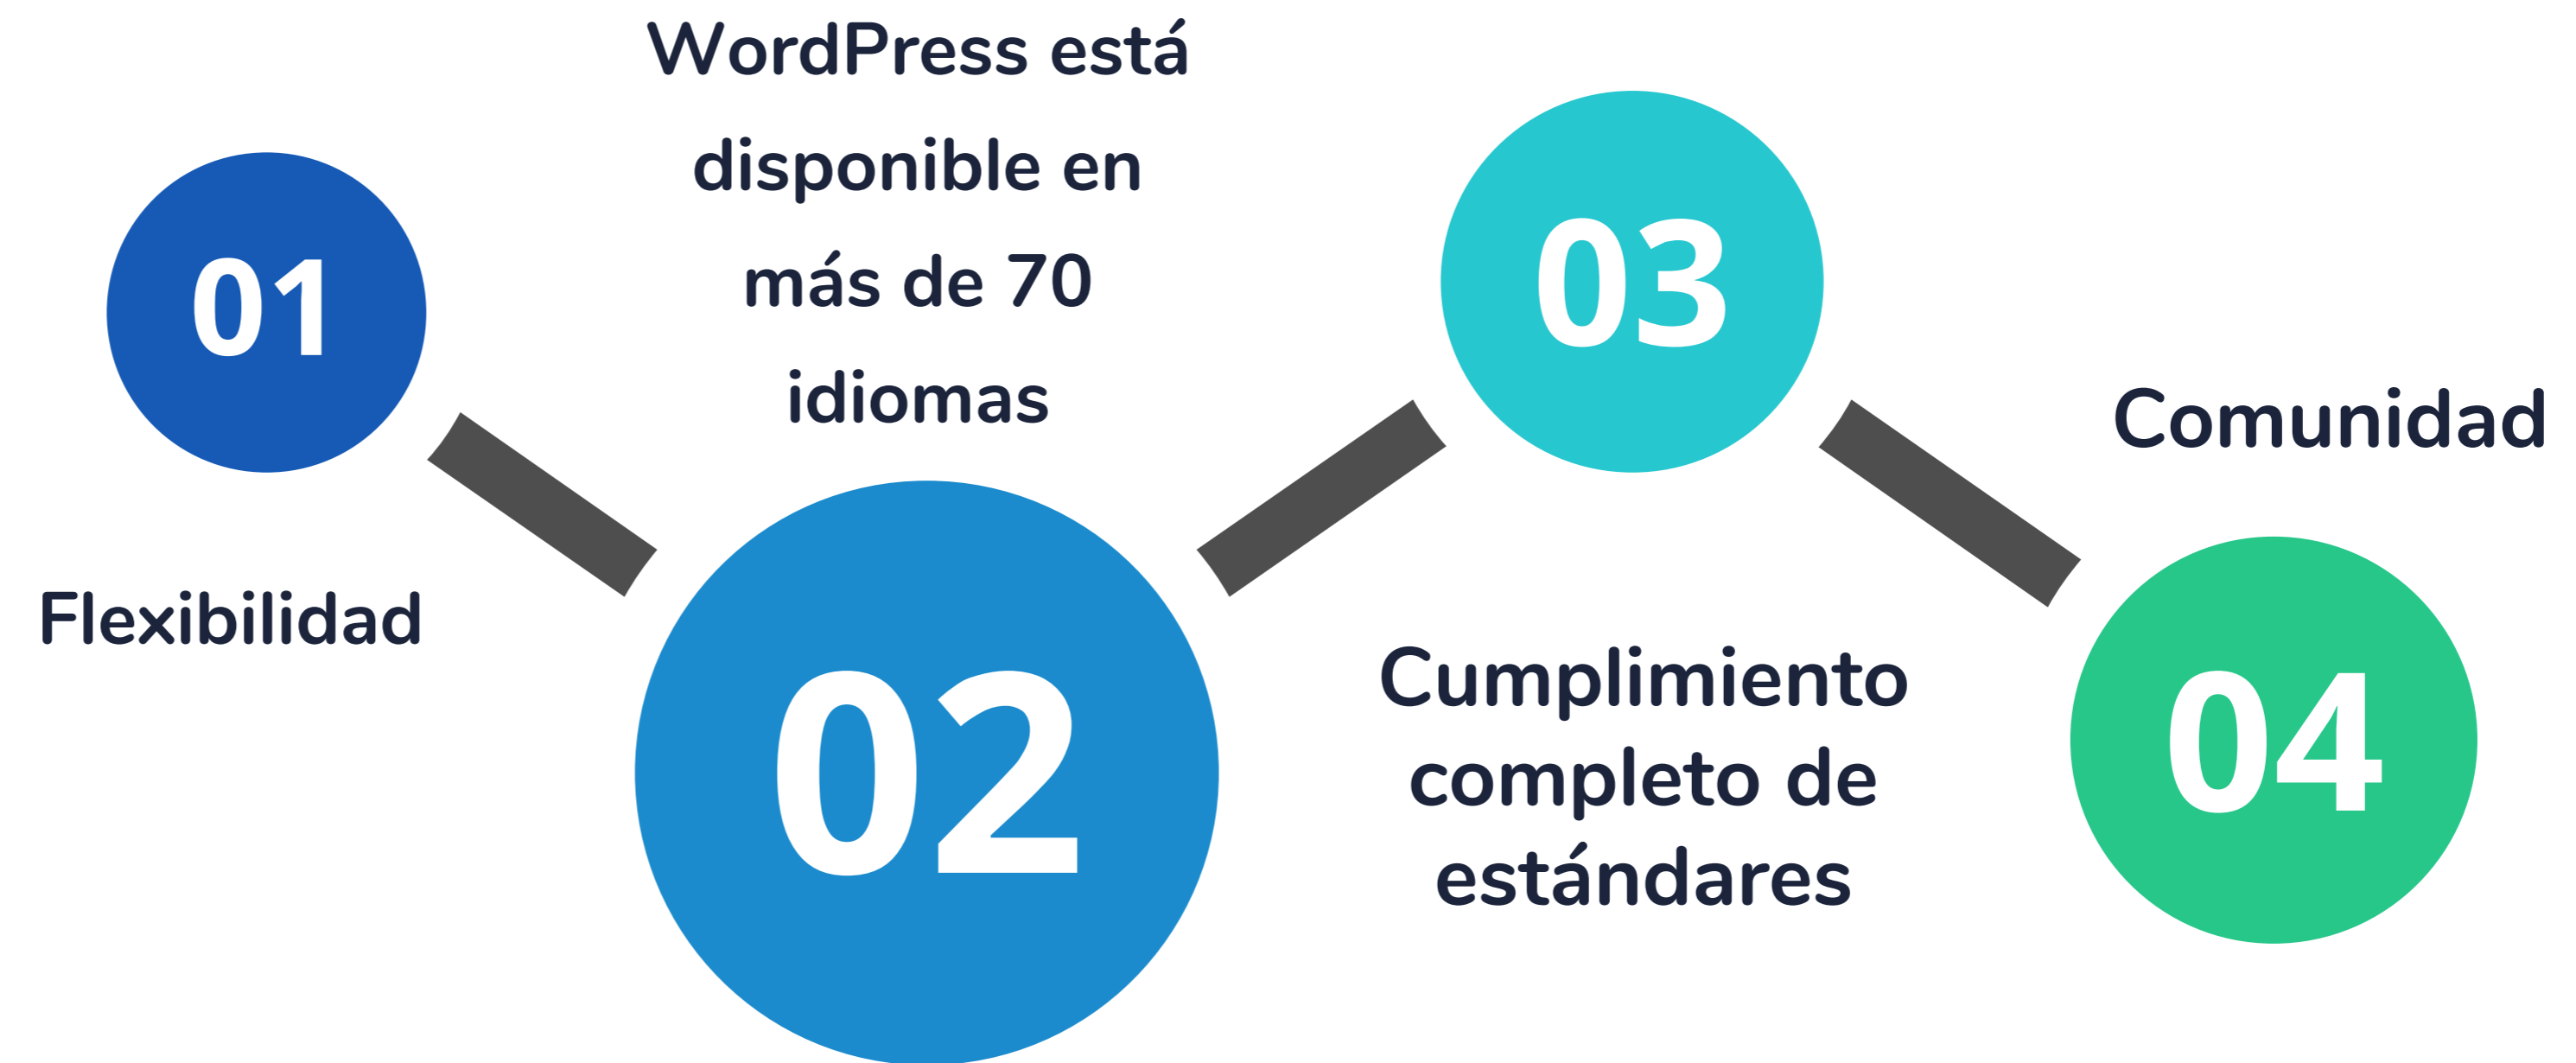 01
Flexibilidad
WordPress está
disponible en
más de 70
idiomas
02
03
Cumplimiento
completo de
estándares
Comunidad
04